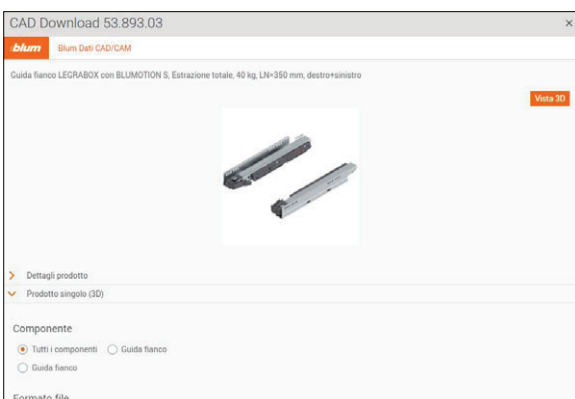 CAD Download 53.893.03
×
blum
Blum Dati CAD/CAM
Guida fianco LEGRABOX con BLUMOTION S, Estrazione totale, 40 kg, LN=350 mm, destro+sinistro
Vista 3D
Dettagli prodotto
Prodotto singolo (3D)
Componente
Tutti i componenti Guida fianco
Guida fianco
Formato file